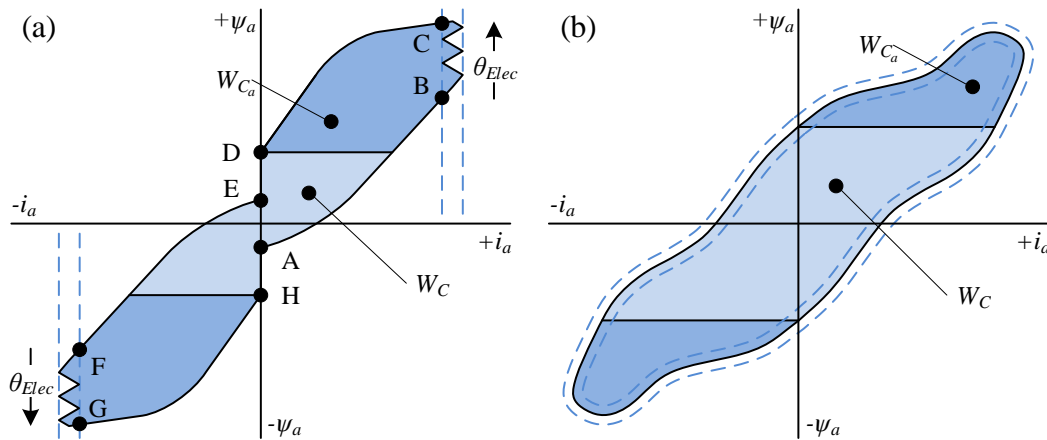 (a)
+ψa
C
θElec
WCa
B
D
E
-ia
+ia
A
WC
H
F
θElec
G
-ψa
(b)
+ψa
WCa
-ia
+ia
WC
-ψa